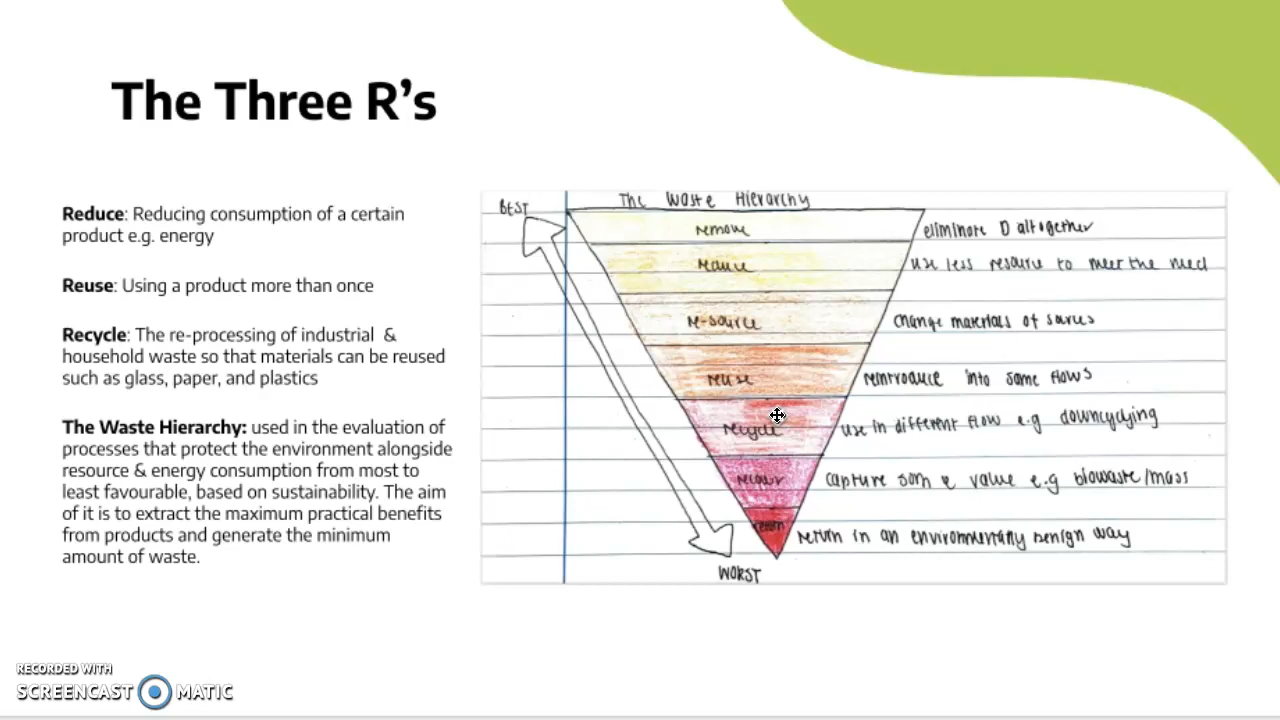 The Three R's
Reduce: Reducing consumption of a certain
product e.g. energy
Reuse: Using a product more than once
Recycle: The re-processing of industrial &
household waste so that materials can be reused
such as glass, paper, and plastics
The Waste Hierarchy: used in the evaluation of
processes that protect the environment alongside
resource & energy consumption from most to
least favourable, based on sustainability. The aim
of it is to extract the maximum practical benefits
from products and generate the minimum
amount of waste.
The Waste Hierarchy
BEST
remove
eliminate altogether
reduce
use less resource to meet the need
re-source
change materials of sources
reuse
reintroduce into same flows
recycle
use in different flow e.g downcycling
recover
capture value e.g biowaste/mass
return
return in an environmentally benign way
WORST
RECORDED WITH
SCREENCAST MATIC